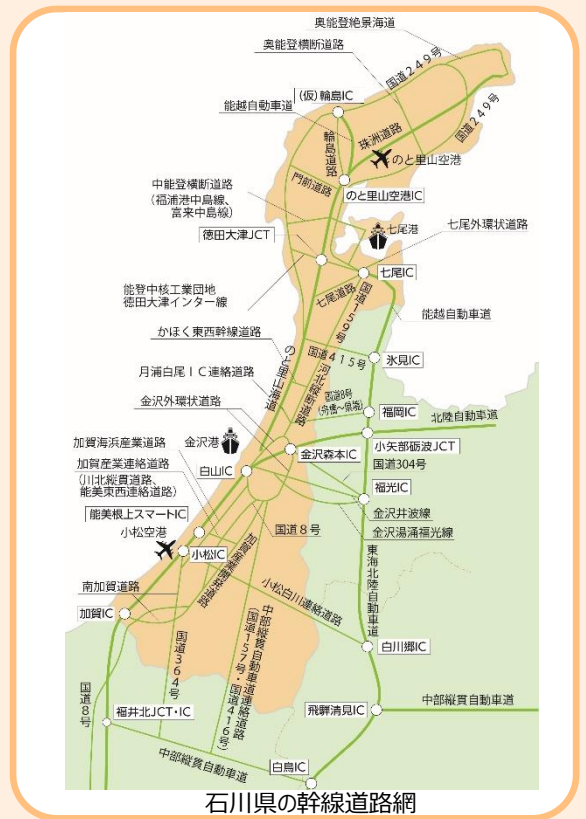 奥能登絶景海道
奥能登横断道路
国道249号
(仮)輪島IC
能越自動車道
珠洲道路
国道249号
輪島道路
のと里山空港
門前道路
のと里山空港IC
中能登横断道路
(福浦港中島線、
富来中島線)
七尾港
七尾外環状道路
徳田大津JCT
七尾IC
能登中核工業団地
徳田大津インター線
七尾道路
国道159号
能越自動車道
かほく東西幹線道路
のと里山海道
国道415号
氷見IC
月浦白尾IC連絡道路
河北縦断道路
国道8号
福岡IC
金沢外環状道路
北陸自動車道
加賀海浜産業道路
金沢港
小矢部砺波JCT
加賀産業連絡道路
(川北縦貫道路、
能美東西連絡道路)
白山IC
金沢森本IC
国道304号
福光IC
能美根上スマートIC
国道8号
金沢井波線
小松空港
金沢湯涌福光線
小松IC
加賀産業開発道路
東海北陸自動車道
南加賀道路
小松白川連絡道路
加賀IC
国道364号
中部縦貫自動車道連絡道路
(国道157号・国道416号)
白川郷IC
国道8号
飛騨清見IC
中部縦貫自動車道
福井北JCT・IC
中部縦貫自動車道
白鳥IC
石川県の幹線道路網